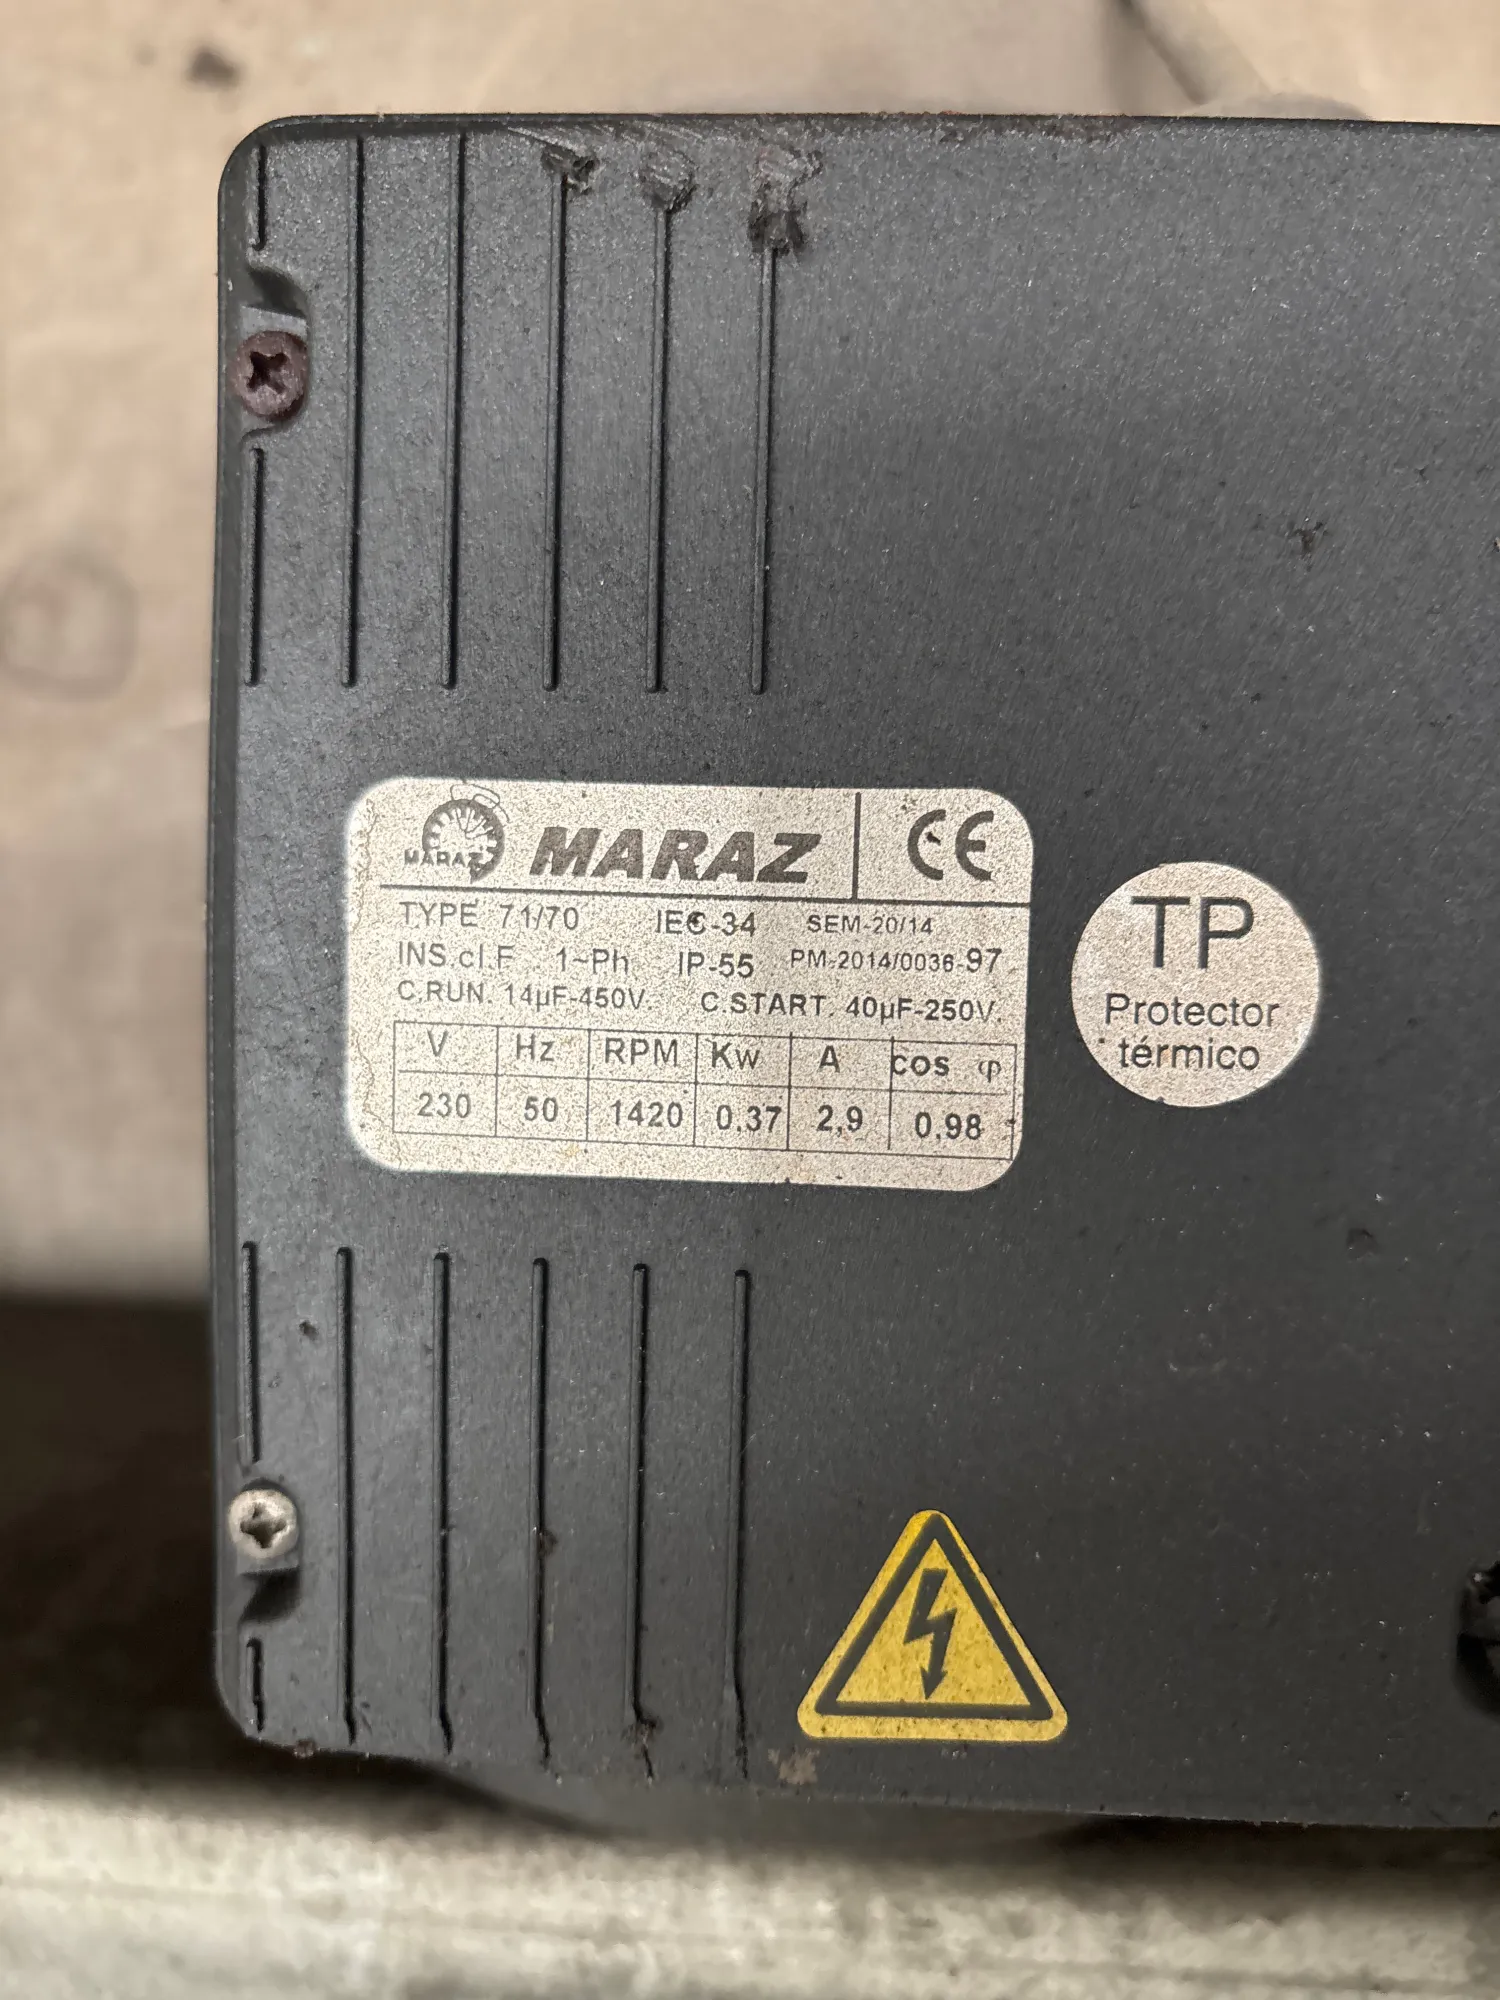 MARAZ MARAZ CE
TYPE 71/70 IEC-34 SEM-20/14
INS.cl.F 1~Ph IP-55 PM-2014/0036-97
C.RUN. 14µF-450V. C.START. 40µF-250V.
V Hz RPM Kw A cos φ
230 50 1420 0,37 2,9 0,98
TP
Protector
térmico